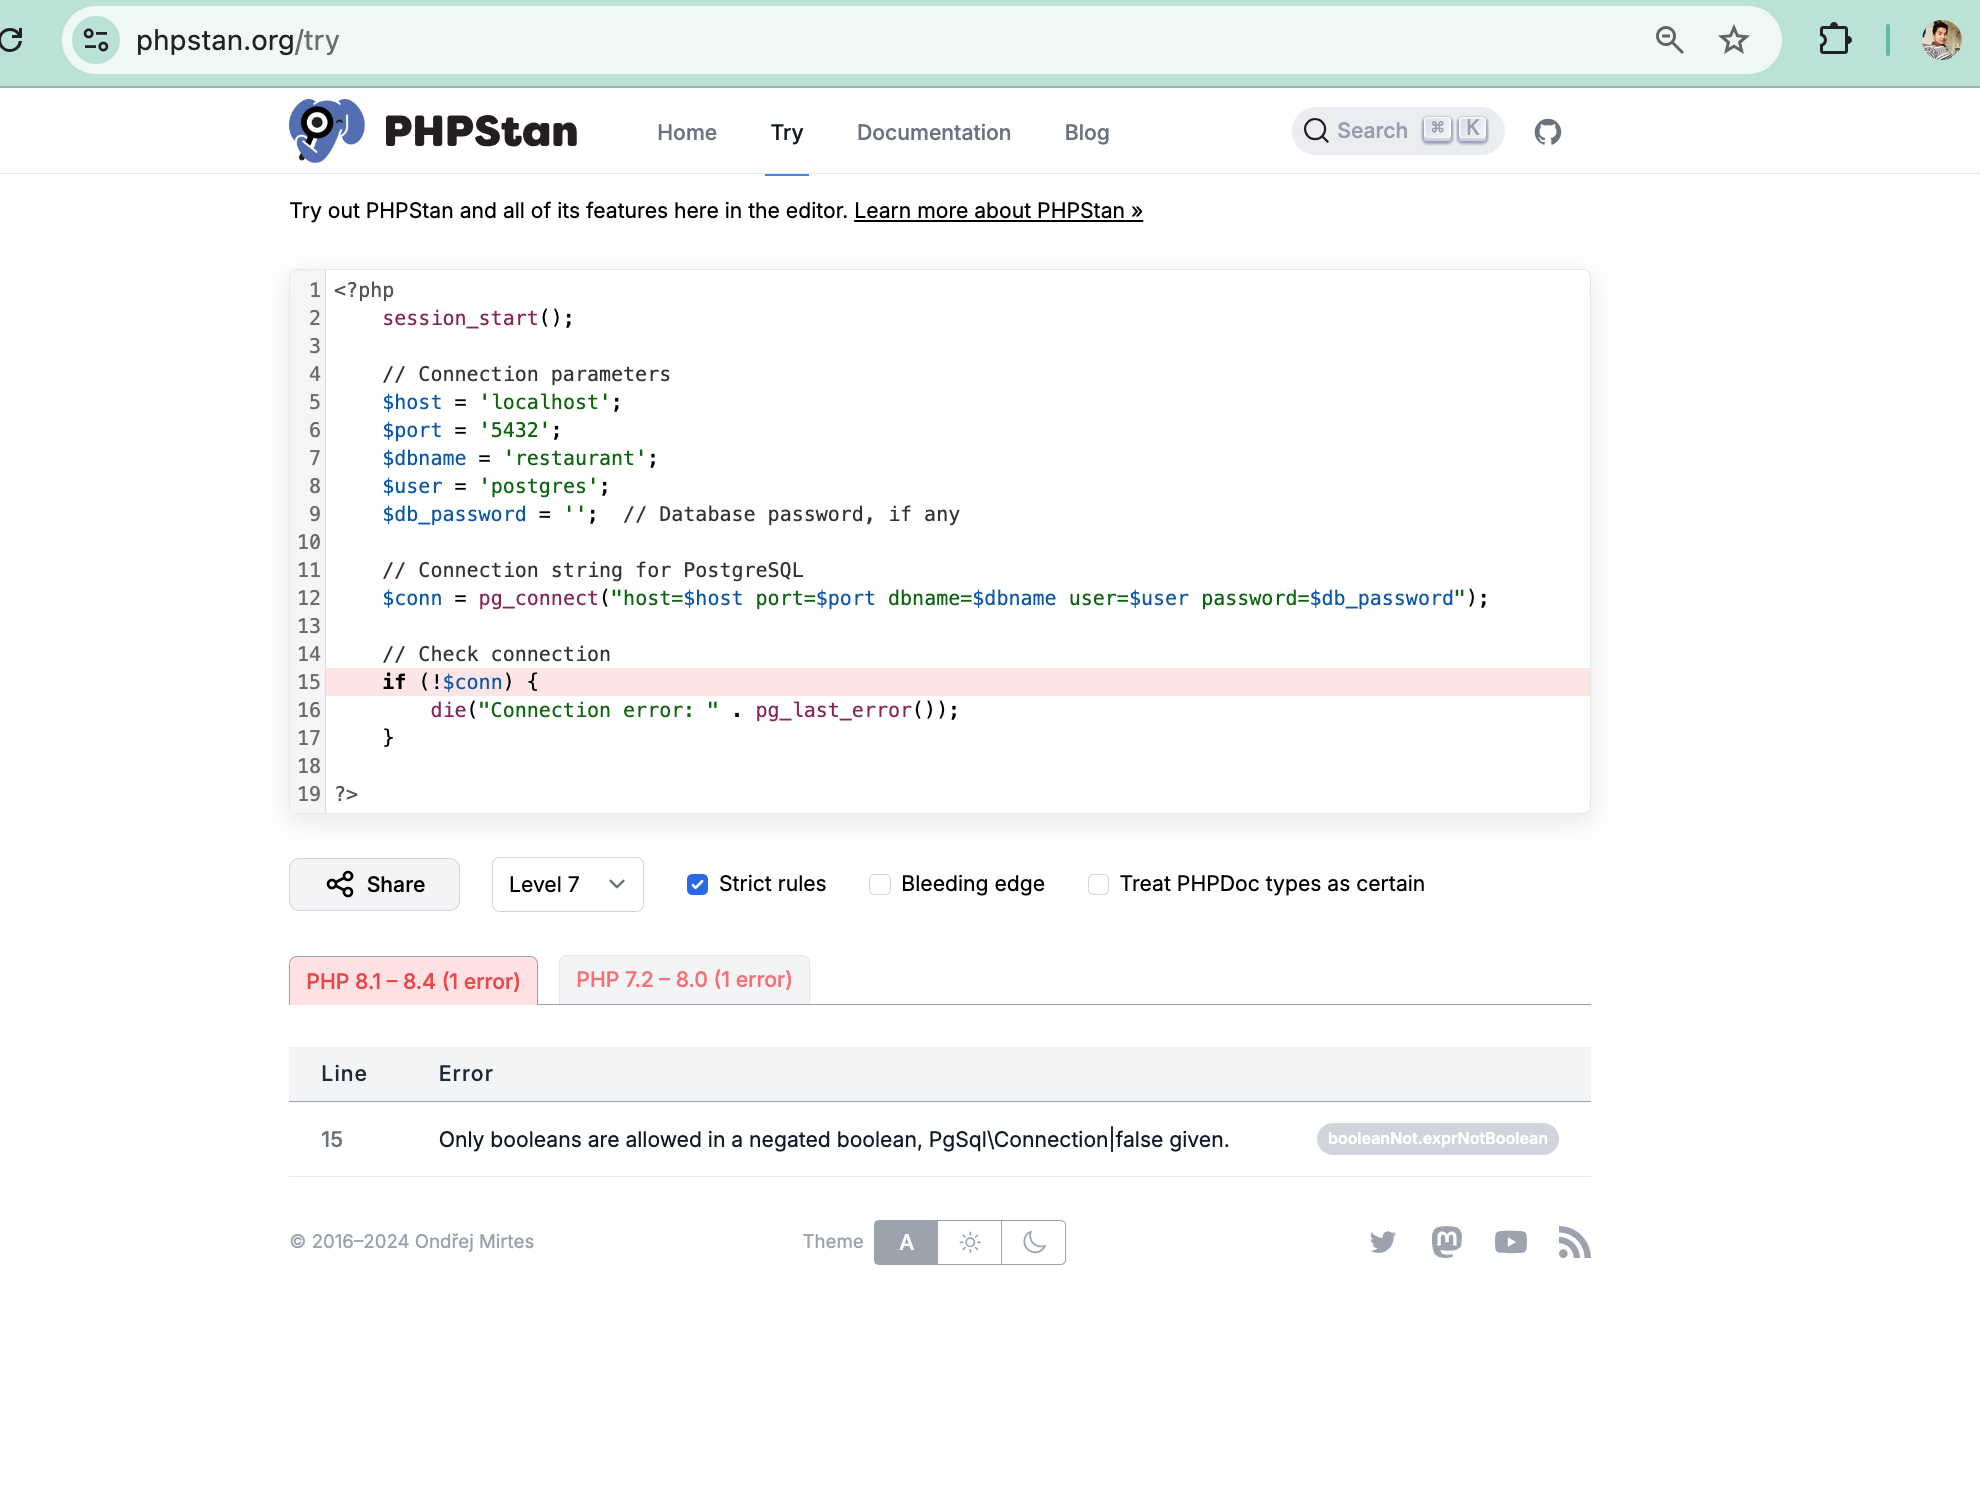 phpstan.org/try
PHPStan
Home Try Documentation Blog
Search ⌘ K
Try out PHPStan and all of its features here in the editor. Learn more about PHPStan »
1 <?php
2     session_start();
3
4     // Connection parameters
5     $host = 'localhost';
6     $port = '5432';
7     $dbname = 'restaurant';
8     $user = 'postgres';
9     $db_password = '';  // Database password, if any
10
11     // Connection string for PostgreSQL
12     $conn = pg_connect("host=$host port=$port dbname=$dbname user=$user password=$db_password");
13
14     // Check connection
15     if (!$conn) {
16         die("Connection error: " . pg_last_error());
17     }
18
19 ?>
Share Level 7 Strict rules Bleeding edge Treat PHPDoc types as certain
PHP 8.1 – 8.4 (1 error) PHP 7.2 – 8.0 (1 error)
Line Error
15 Only booleans are allowed in a negated boolean, PgSql\Connection|false given. booleanNot.exprNotBoolean
© 2016–2024 Ondřej Mirtes Theme A